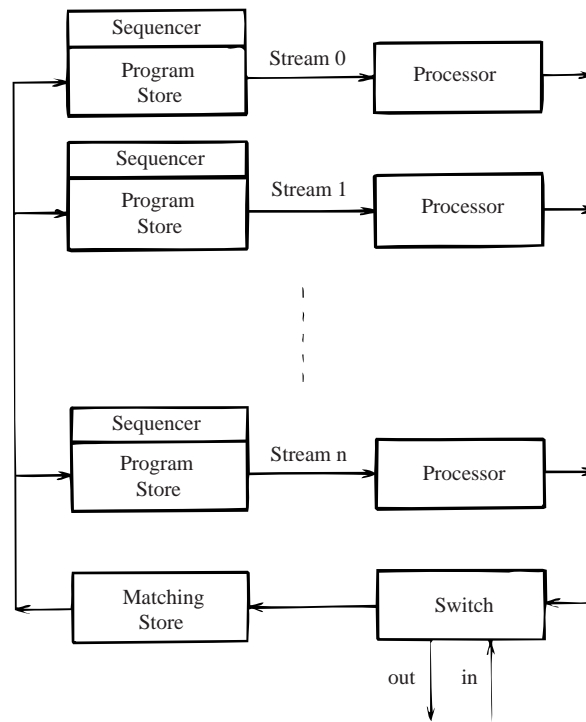 Sequencer
Program
Store
Stream 0
Processor
Sequencer
Program
Store
Stream 1
Processor
Sequencer
Program
Store
Stream n
Processor
Matching
Store
Switch
out
in